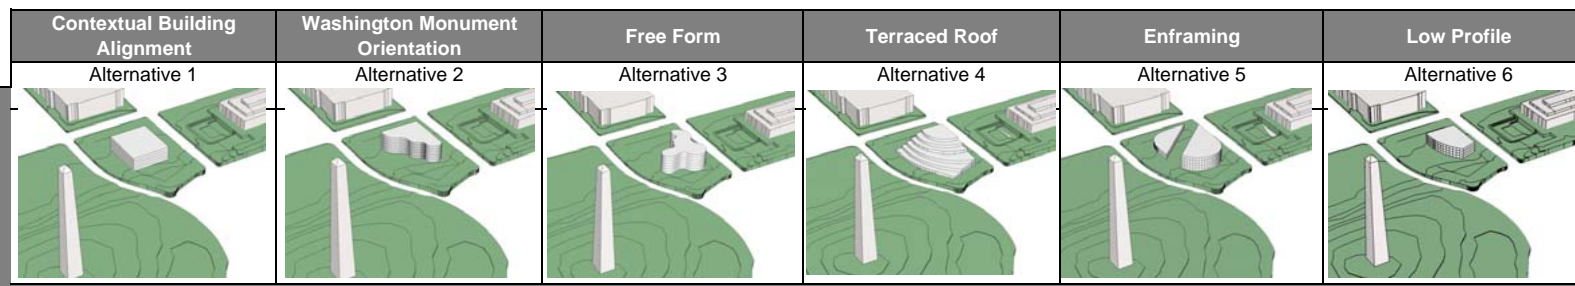 Contextual Building
Alignment
Washington Monument
Orientation
Free Form
Terraced Roof
Enframing
Low Profile
Alternative 1
Alternative 2
Alternative 3
Alternative 4
Alternative 5
Alternative 6